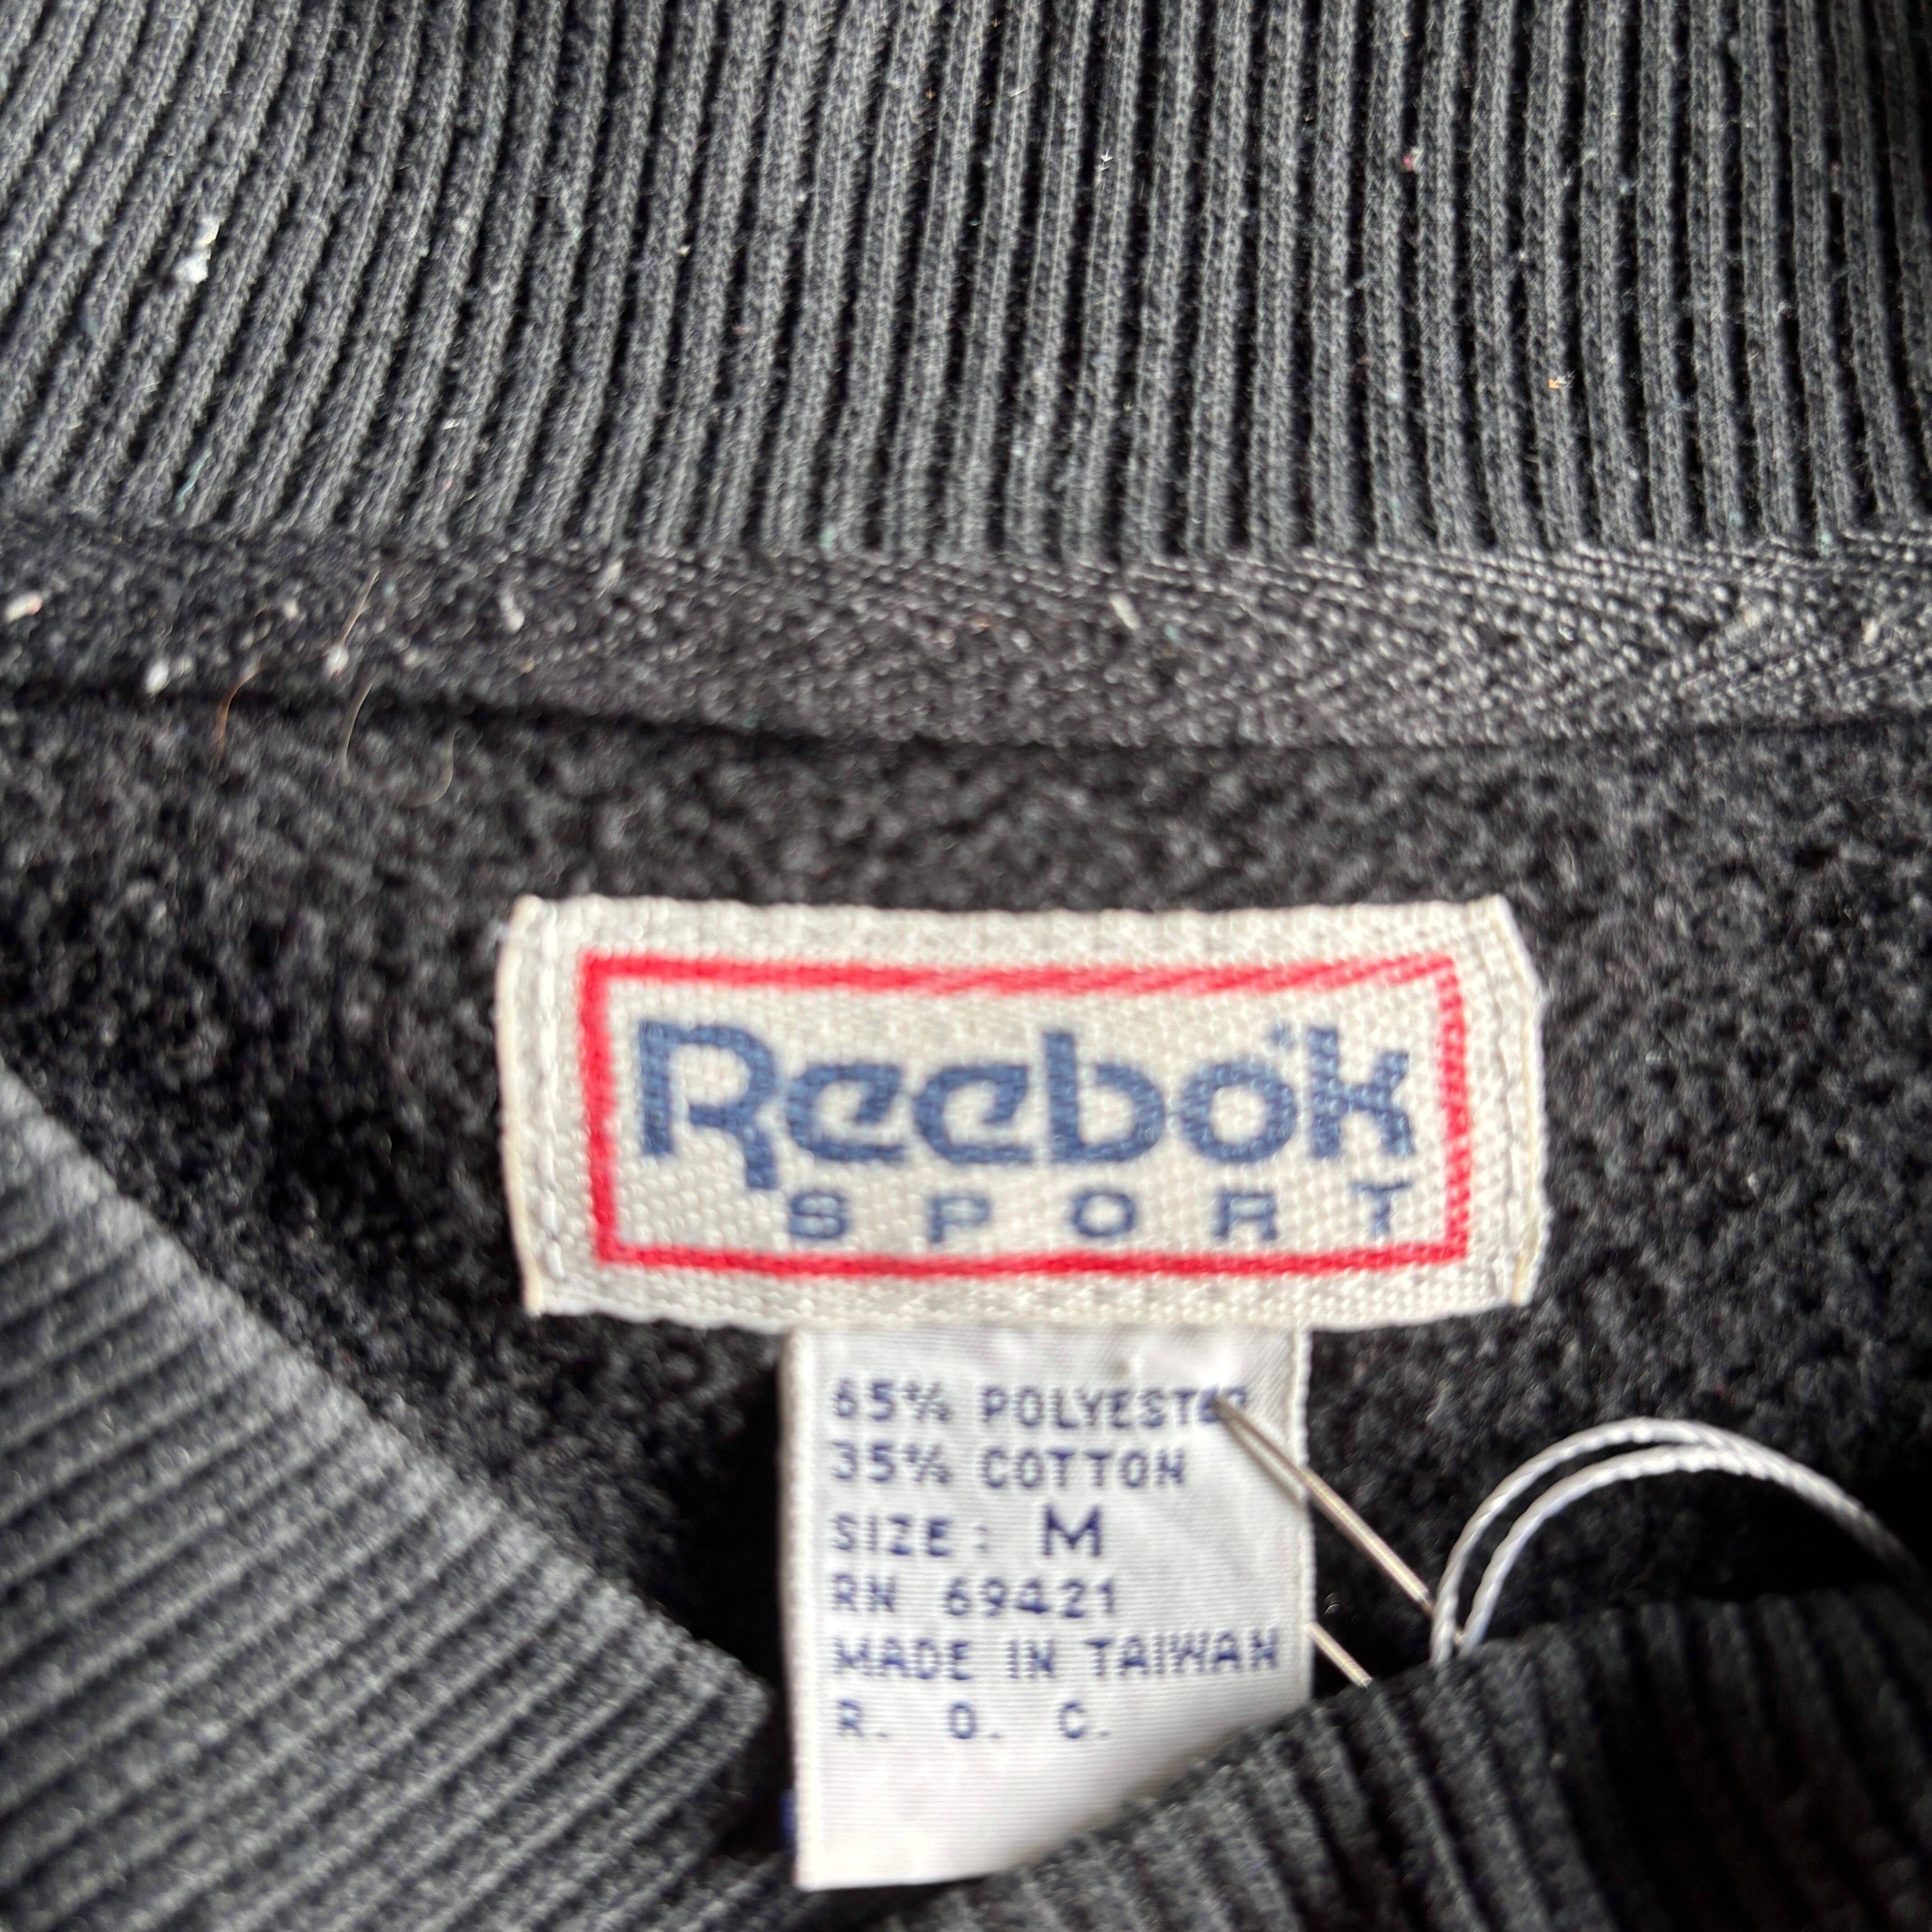 Reebok
SPORT
65% POLYESTER
35% COTTON
SIZE: M
RN 69421
MADE IN TAIWAN
R. O. C.